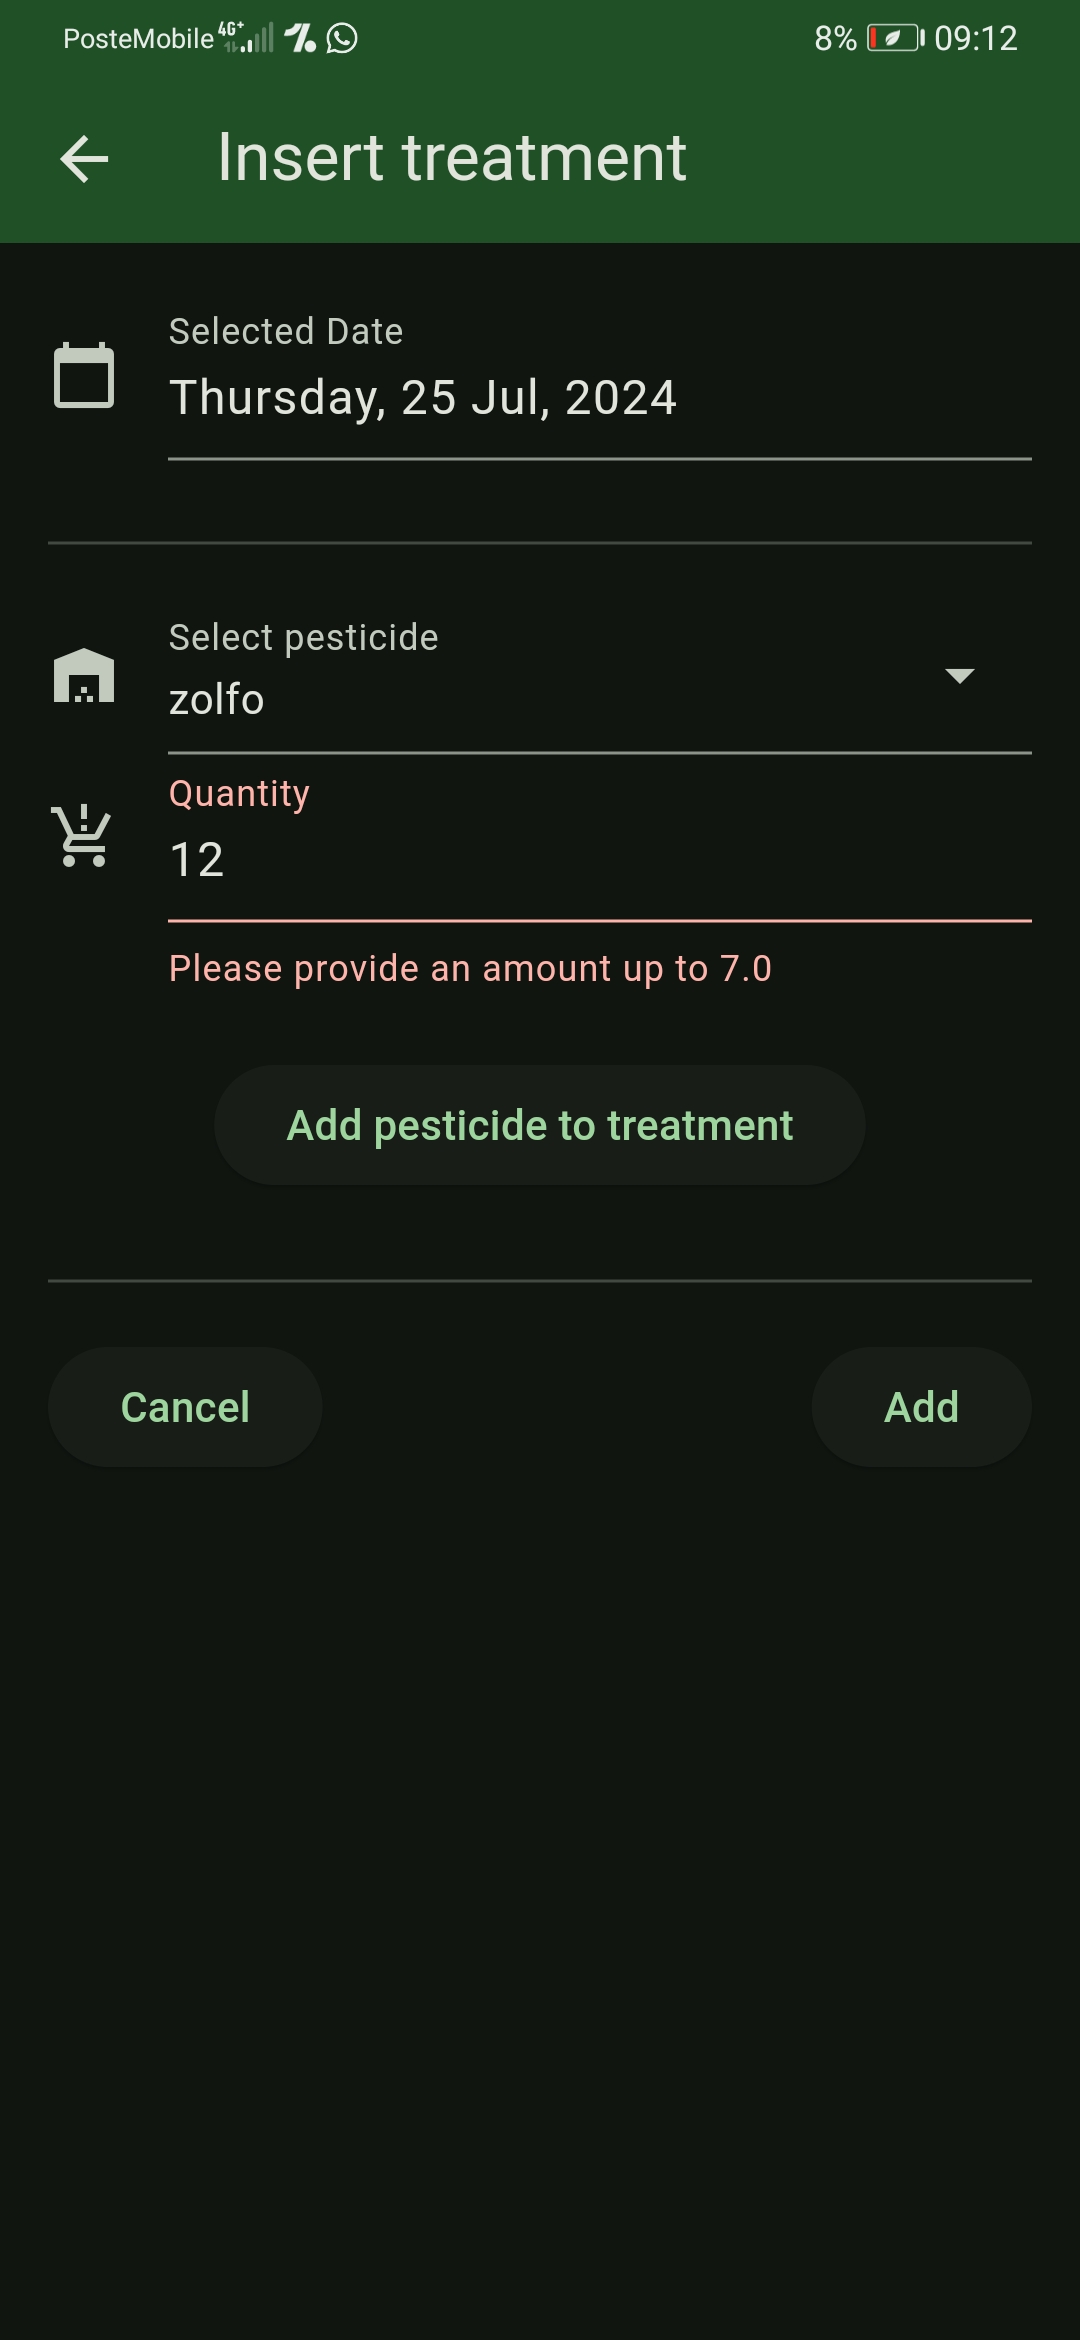 PosteMobile 4G+ 8% 09:12
Insert treatment
Selected Date
Thursday, 25 Jul, 2024
Select pesticide
zolfo
Quantity
12
Please provide an amount up to 7.0
Add pesticide to treatment
Cancel Add